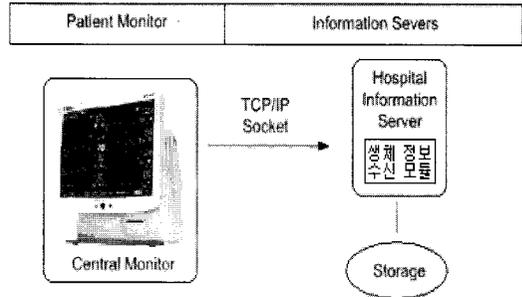 Patient Monitor
Information Severs
TCP/IP
Socket
Hospital
Information
Server
생체 정보
수신 모듈
Central Monitor
Storage